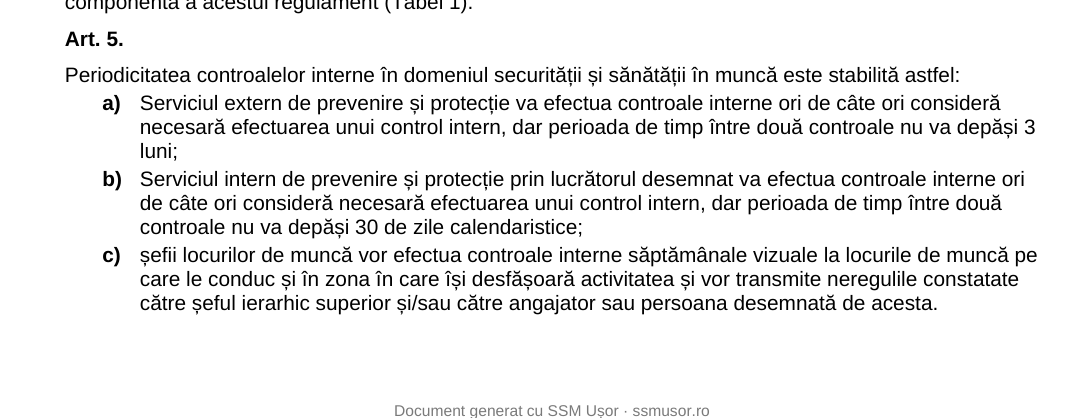 componentă a acestui regulament (Tabel 1).
Art. 5.
Periodicitatea controalelor interne în domeniul securității și sănătății în muncă este stabilită astfel:
a) Serviciul extern de prevenire și protecție va efectua controale interne ori de câte ori consideră
necesară efectuarea unui control intern, dar perioada de timp între două controale nu va depăși 3
luni;
b) Serviciul intern de prevenire și protecție prin lucrătorul desemnat va efectua controale interne ori
de câte ori consideră necesară efectuarea unui control intern, dar perioada de timp între două
controale nu va depăși 30 de zile calendaristice;
c) șefii locurilor de muncă vor efectua controale interne săptămânale vizuale la locurile de muncă pe
care le conduc și în zona în care își desfășoară activitatea și vor transmite neregulile constatate
către șeful ierarhic superior și/sau către angajator sau persoana desemnată de acesta.
Document generat cu SSM Ușor · ssmusor.ro